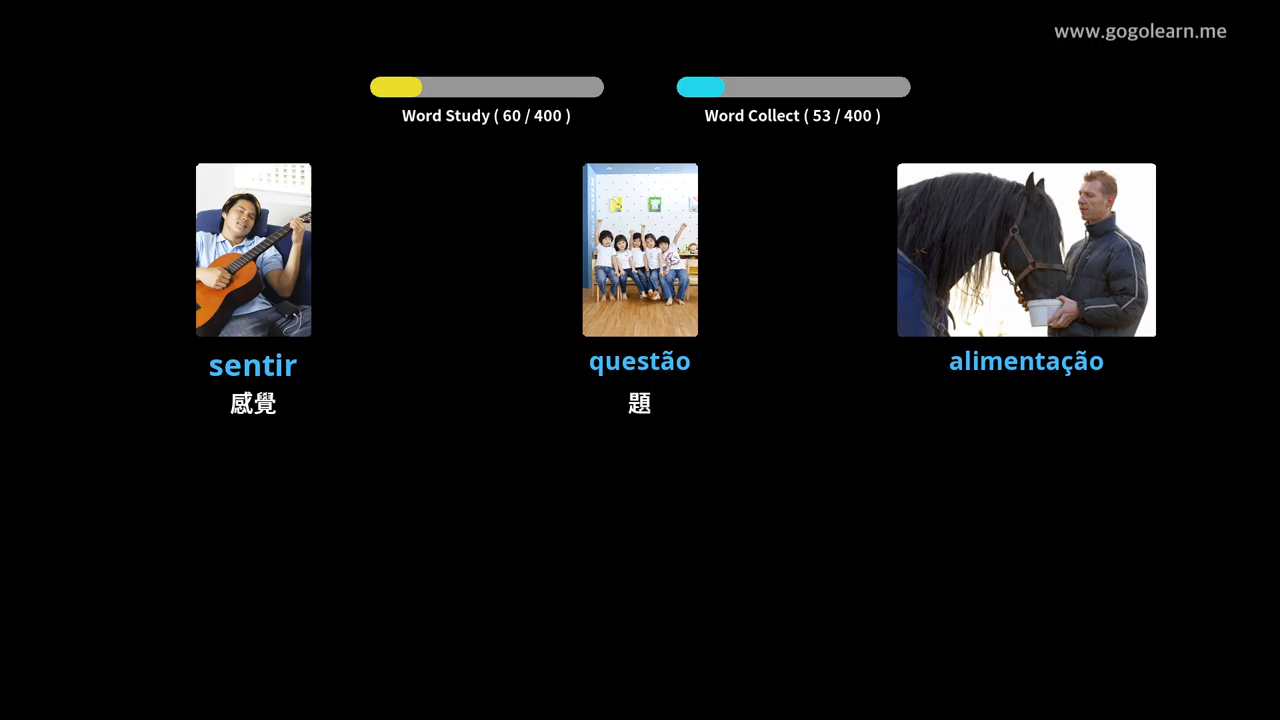 www.gogolearn.me
Word Study ( 60 / 400 )
Word Collect ( 53 / 400 )
sentir
questão
alimentação
感覺
題